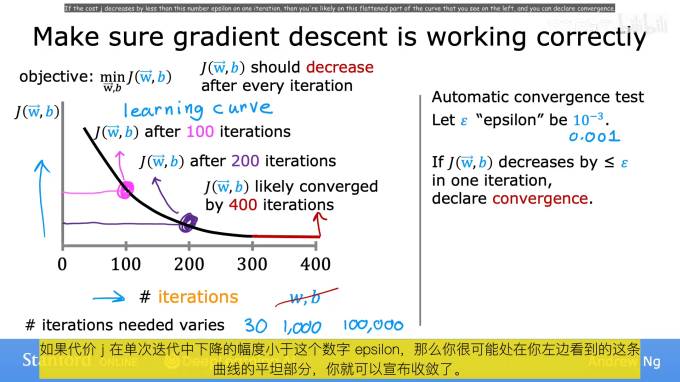 If the cost j decreases by less than this number epsilon on one iteration, then you're likely on this flattened part of the curve that you see on the left, and you can declare convergence.
Make sure gradient descent is working correctly
objective: min J(w⃗, b)
w⃗,b
J(w⃗, b) should decrease
after every iteration
J(w⃗, b)
learning curve
J(w⃗, b) after 100 iterations
J(w⃗, b) after 200 iterations
J(w⃗, b) likely converged
by 400 iterations
0 100 200 300 400
# iterations
w, b
# iterations needed varies 30 1,000 100,000
Automatic convergence test
Let ε “epsilon” be 10⁻³.
0.001
If J(w⃗, b) decreases by ≤ ε
in one iteration,
declare convergence.
如果代价 j 在单次迭代中下降的幅度小于这个数字 epsilon，那么你很可能处在你左边看到的这条
曲线的平坦部分，你就可以宣布收敛了。
Stanford ONLINE
Andrew Ng